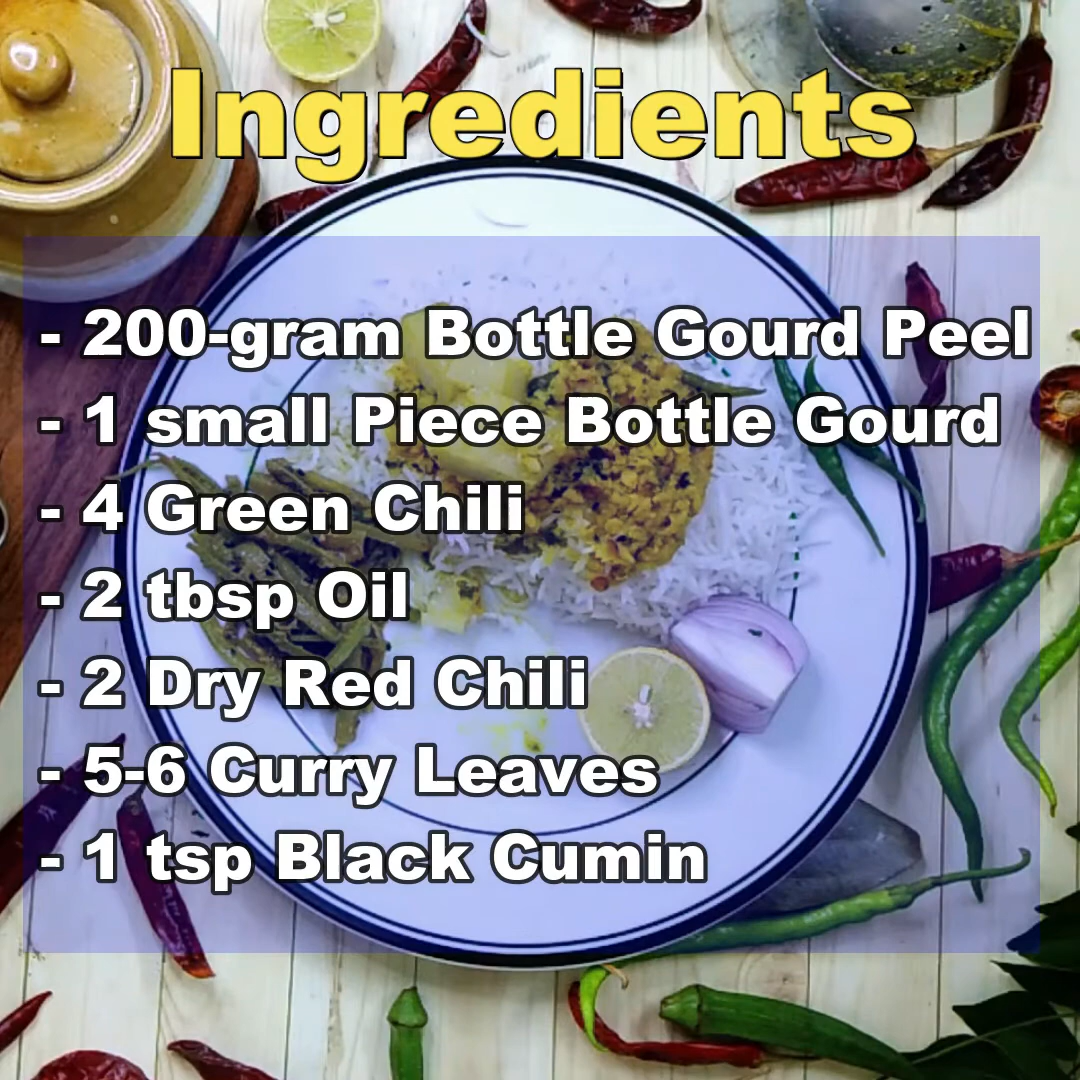 Ingredients
- 200-gram Bottle Gourd Peel
- 1 small Piece Bottle Gourd
- 4 Green Chili
- 2 tbsp Oil
- 2 Dry Red Chili
- 5-6 Curry Leaves
- 1 tsp Black Cumin